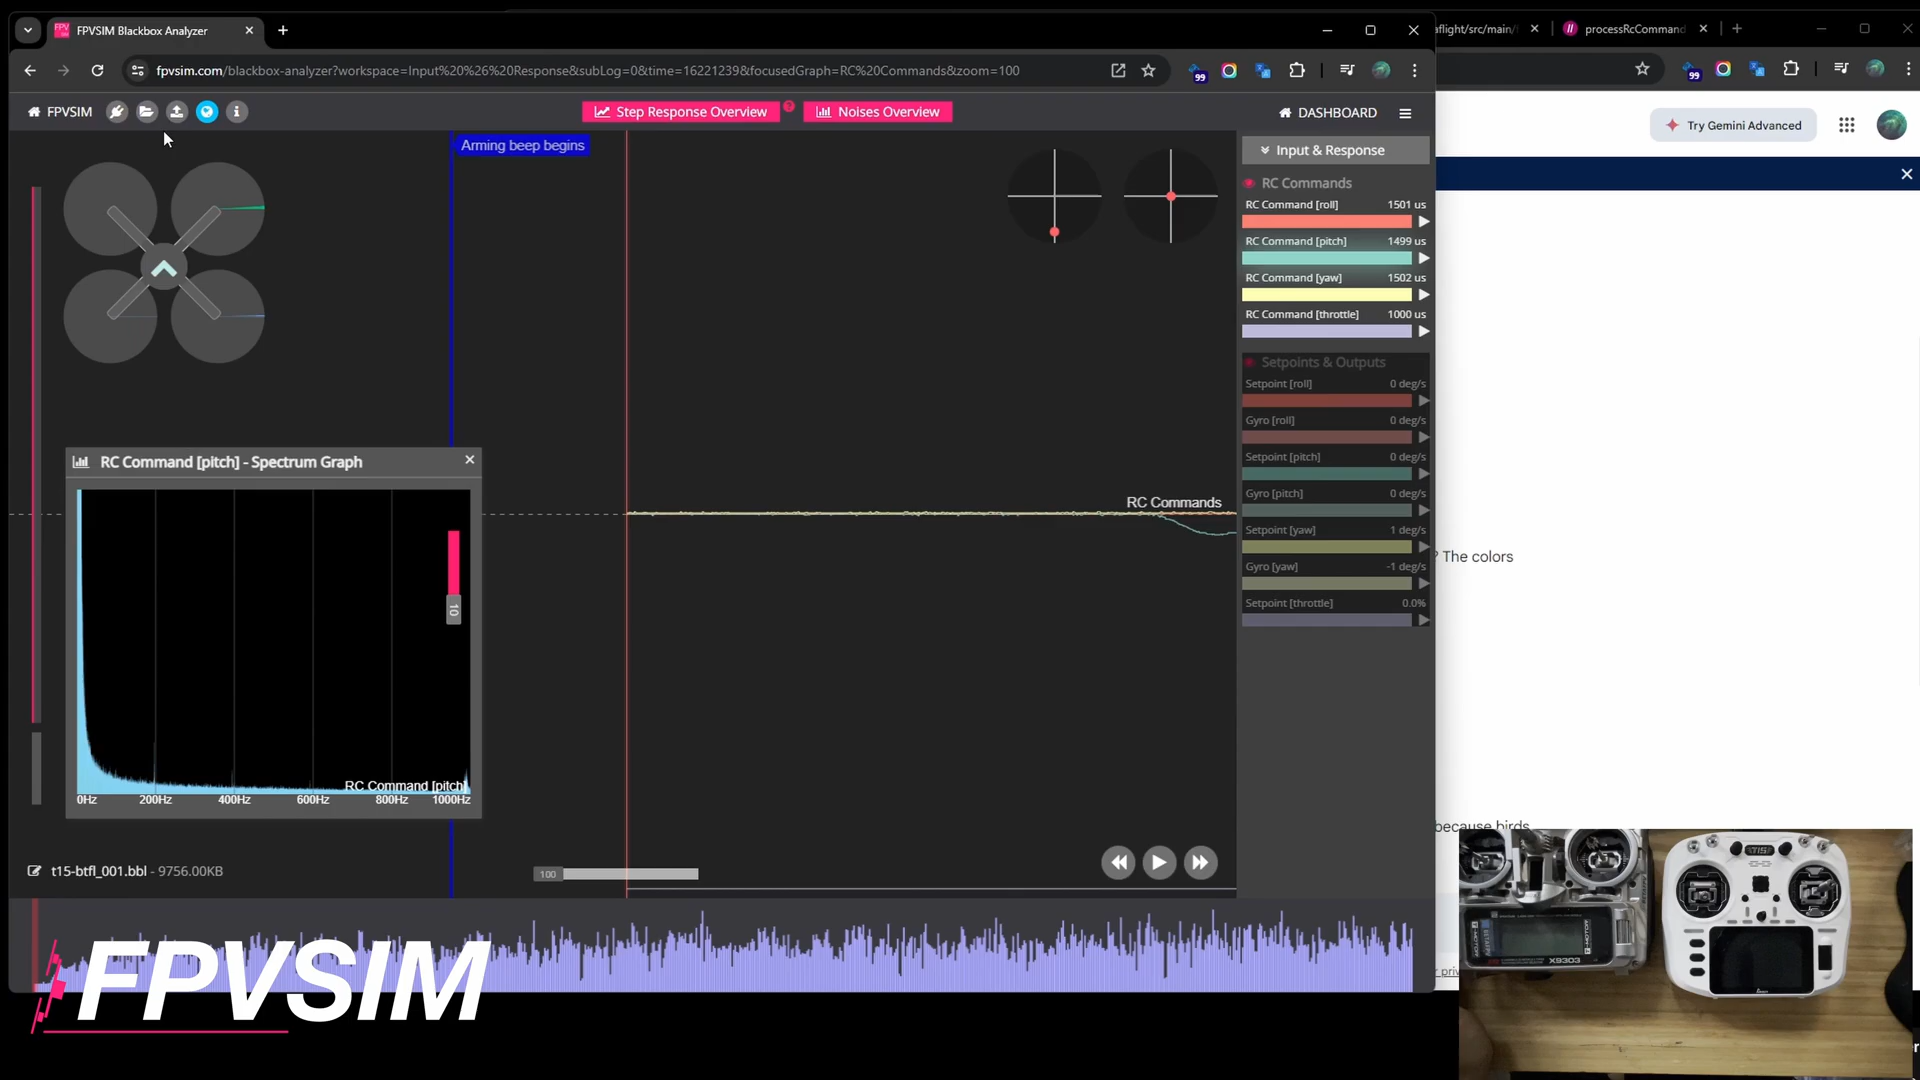 FPVSIM Blackbox Analyzer
aflight/src/main/
processRcCommand
fpvsim.com/blackbox-analyzer?workspace=Input%20%26%20Response&subLog=0&time=16221239&focusedGraph=RC%20Commands&zoom=100
99
99
FPVSIM
Step Response Overview
?
Noises Overview
DASHBOARD
Try Gemini Advanced
Arming beep begins
Input & Response
RC Commands
RC Command [roll] 1501 us
RC Command [pitch] 1499 us
RC Command [yaw] 1502 us
RC Command [throttle] 1000 us
Setpoints & Outputs
Setpoint [roll] 0 deg/s
Gyro [roll] 0 deg/s
Setpoint [pitch] 0 deg/s
Gyro [pitch] 0 deg/s
Setpoint [yaw] 1 deg/s
Gyro [yaw] -1 deg/s
Setpoint [throttle] 0.0%
RC Command [pitch] - Spectrum Graph
10
RC Command [pitch]
0Hz 200Hz 400Hz 600Hz 800Hz 1000Hz
RC Commands
? The colors
because birds
t15-btfl_001.bbl - 9756.00KB
100
FPVSIM
X9303
T15
r priv